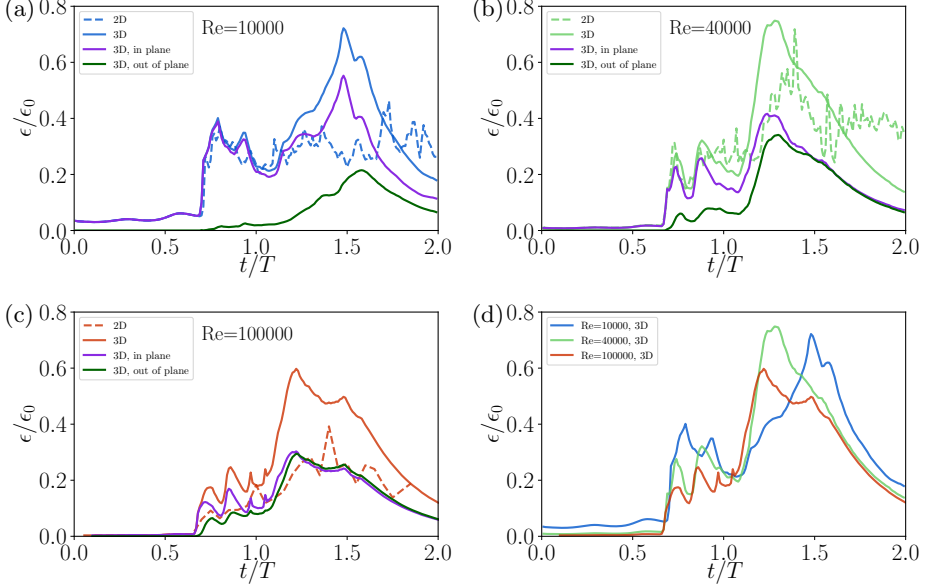 (a)
Re=10000
2D
3D
3D, in plane
3D, out of plane
ϵ/ϵ₀
0.8
0.6
0.4
0.2
0.0
0.0 0.5 1.0 1.5 2.0
t/T
(b)
Re=40000
2D
3D
3D, in plane
3D, out of plane
ϵ/ϵ₀
0.8
0.6
0.4
0.2
0.0
0.0 0.5 1.0 1.5 2.0
t/T
(c)
Re=100000
2D
3D
3D, in plane
3D, out of plane
ϵ/ϵ₀
0.8
0.6
0.4
0.2
0.0
0.0 0.5 1.0 1.5 2.0
t/T
(d)
Re=10000, 3D
Re=40000, 3D
Re=100000, 3D
ϵ/ϵ₀
0.8
0.6
0.4
0.2
0.0
0.0 0.5 1.0 1.5 2.0
t/T